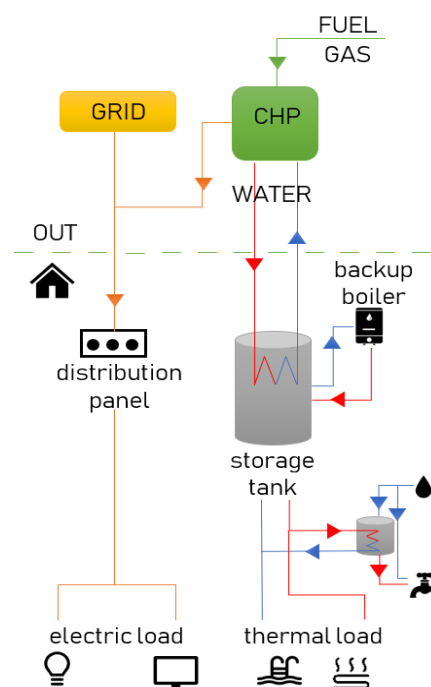 FUEL
GAS
GRID
CHP
WATER
OUT
backup
boiler
distribution
panel
storage
tank
electric load
thermal load